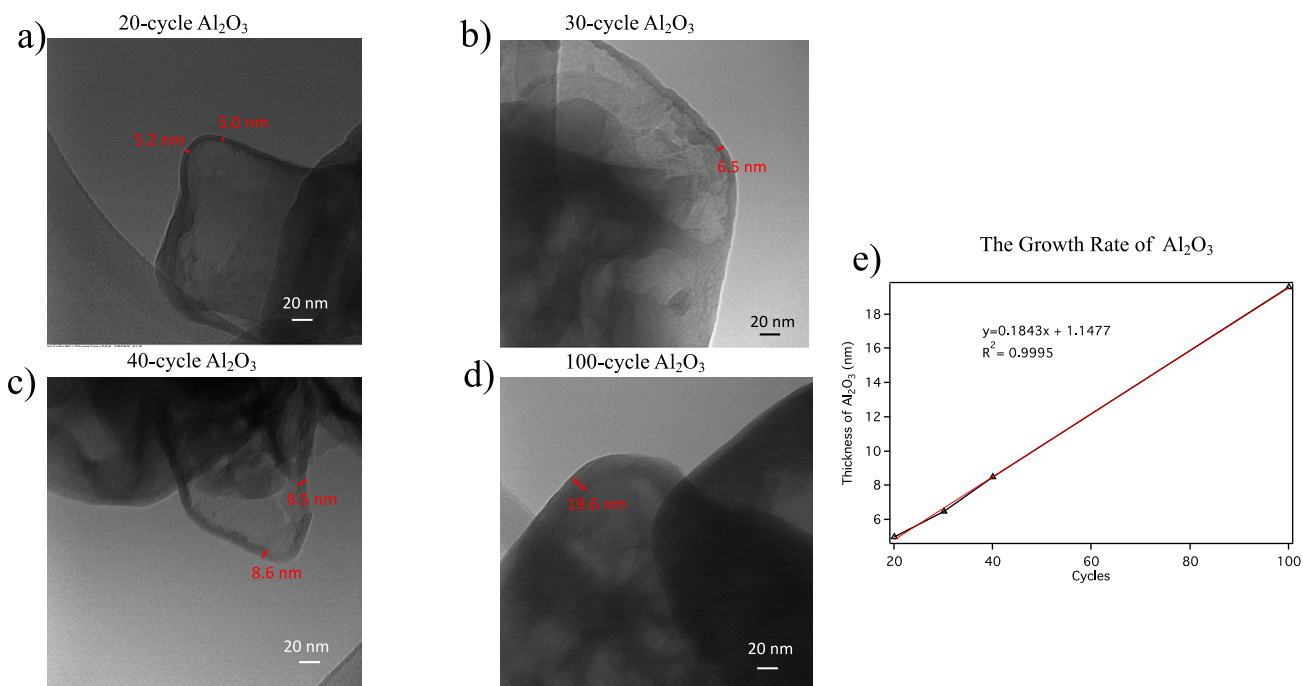 a)
20-cycle Al₂O₃
5.2 nm
5.0 nm
20 nm
b)
30-cycle Al₂O₃
6.5 nm
20 nm
c)
40-cycle Al₂O₃
8.5 nm
8.6 nm
20 nm
d)
100-cycle Al₂O₃
19.6 nm
20 nm
e)
The Growth Rate of Al₂O₃
y=0.1843x + 1.1477
R²= 0.9995
Thickness of Al₂O₃ (nm)
18
16
14
12
10
8
6
20
40
60
80
100
Cycles